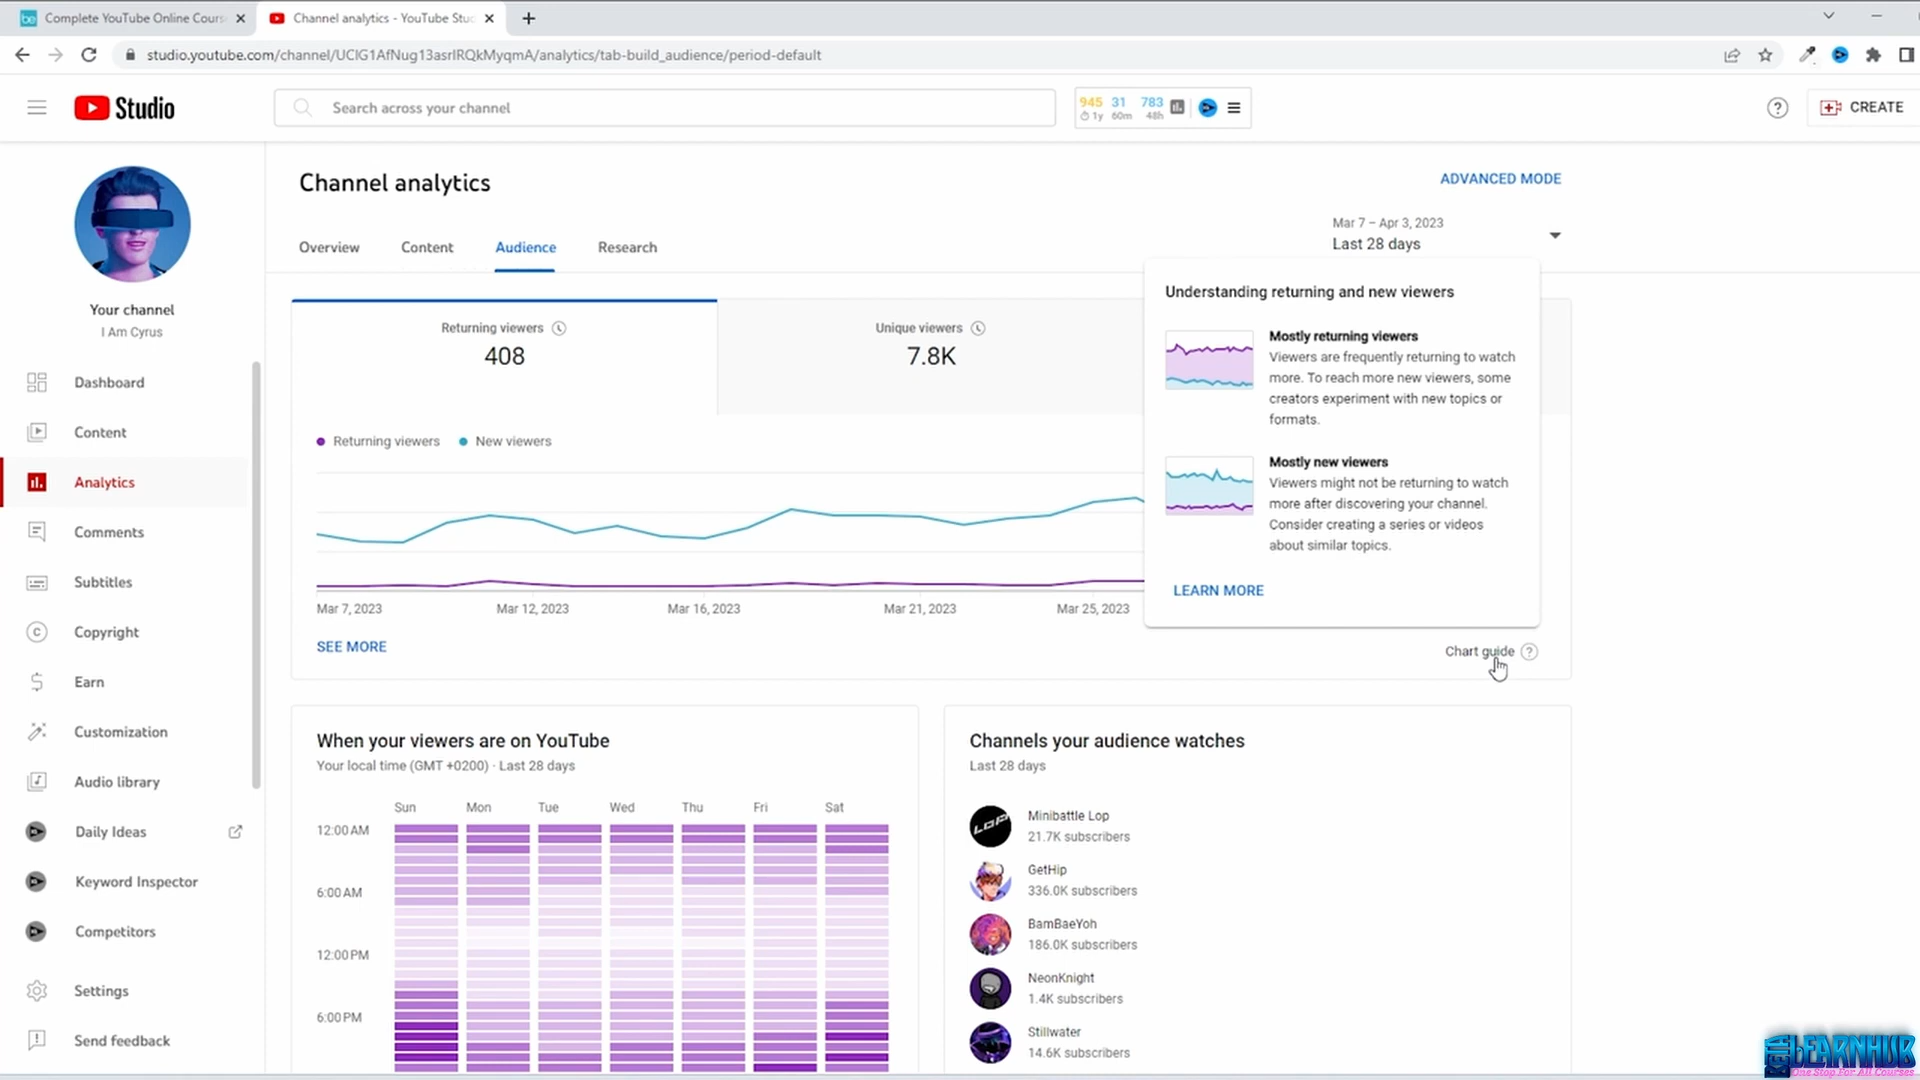 Complete YouTube Online Cours
Channel analytics - YouTube Stud
studio.youtube.com/channel/UClG1AfNug13asrlRQkMyqmA/analytics/tab-build_audience/period-default
Studio
Search across your channel
945 31 783
1y 60m 48h
CREATE
Your channel
I Am Cyrus
Dashboard
Content
Analytics
Comments
Subtitles
Copyright
Earn
Customization
Audio library
Daily Ideas
Keyword Inspector
Competitors
Settings
Send feedback
Channel analytics
ADVANCED MODE
Overview Content Audience Research
Mar 7 – Apr 3, 2023
Last 28 days
Returning viewers
408
Unique viewers
7.8K
Returning viewers New viewers
Mar 7, 2023 Mar 12, 2023 Mar 16, 2023 Mar 21, 2023 Mar 25, 2023
SEE MORE
Understanding returning and new viewers
Mostly returning viewers
Viewers are frequently returning to watch
more. To reach more new viewers, some
creators experiment with new topics or
formats.
Mostly new viewers
Viewers might not be returning to watch
more after discovering your channel.
Consider creating a series or videos
about similar topics.
LEARN MORE
Chart guide
When your viewers are on YouTube
Your local time (GMT +0200) · Last 28 days
Sun Mon Tue Wed Thu Fri Sat
12:00 AM
6:00 AM
12:00 PM
6:00 PM
Channels your audience watches
Last 28 days
LOP
Minibattle Lop
21.7K subscribers
GetHip
336.0K subscribers
BamBaeYoh
186.0K subscribers
NeonKnight
1.4K subscribers
Stillwater
14.6K subscribers
BETA LEARNHUB
One Stop For All Courses